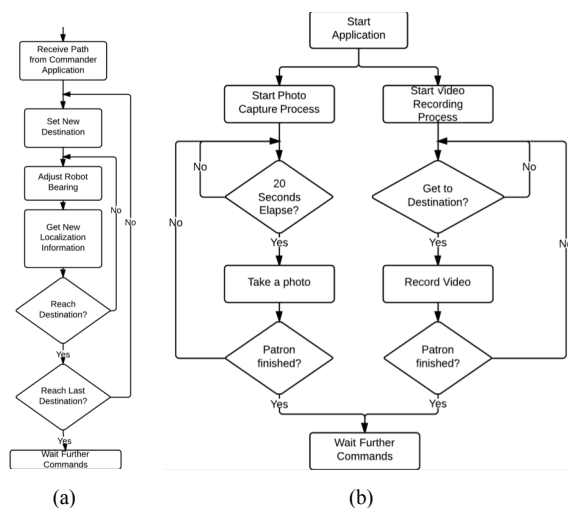 Receive Path
from Commander
Application
Set New
Destination
Adjust Robot
Bearing
No
No
Get New
Localization
Information
Reach
Destination?
Yes
Reach Last
Destination?
Yes
Wait Further
Commands
(a)
Start
Application
Start Photo
Capture Process
Start Video
Recording
Process
No
No
20
Seconds
Elapse?
Get to
Destination?
No
No
Yes
Yes
Take a photo
Record Video
Patron
finished?
Patron
finished?
Yes
Yes
Wait Further
Commands
(b)